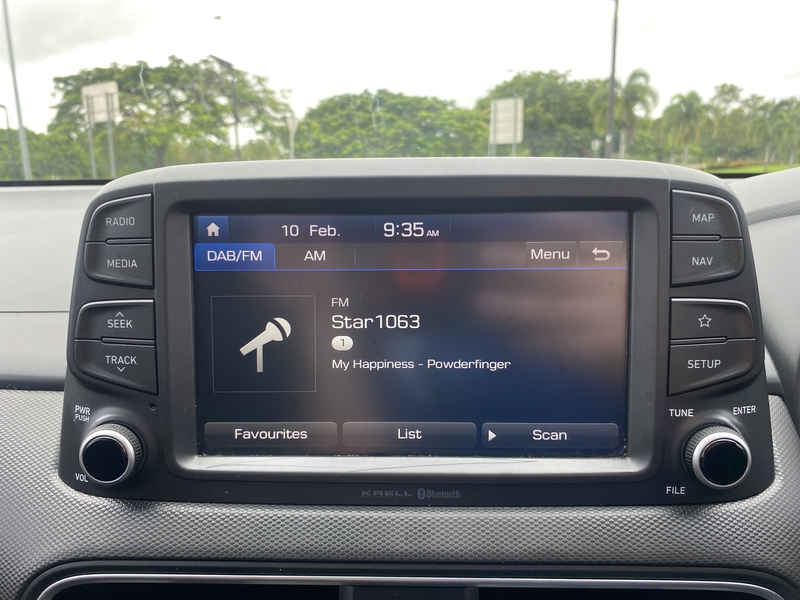 10 Feb. 9:35 AM
DAB/FM AM Menu
FM
Star1063
1
My Happiness - Powderfinger
Favourites List Scan
RADIO
MEDIA
SEEK
TRACK
PWR
PUSH
VOL
MAP
NAV
SETUP
TUNE ENTER
FILE
KRELL Bluetooth